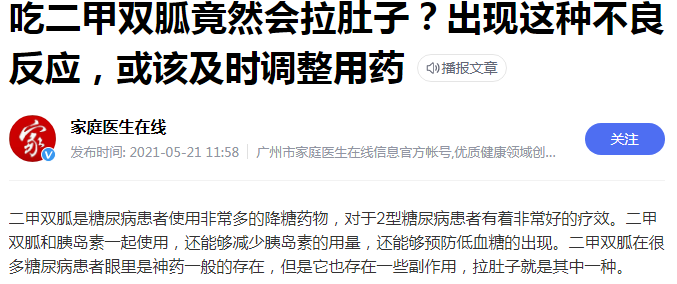 吃二甲双胍竟然会拉肚子？出现这种不良
反应，或该及时调整用药
播报文章
家
家庭医生在线
发布时间: 2021-05-21 11:58
广州市家庭医生在线信息官方帐号,优质健康领域创...
关注
二甲双胍是糖尿病患者使用非常多的降糖药物，对于2型糖尿病患者有着非常好的疗效。二甲
双胍和胰岛素一起使用，还能够减少胰岛素的用量，还能够预防低血糖的出现。二甲双胍在很
多糖尿病患者眼里是神药一般的存在，但是它也存在一些副作用，拉肚子就是其中一种。